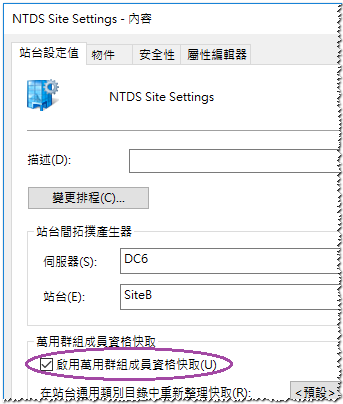 NTDS Site Settings - 內容
站台設定值 物件 安全性 屬性編輯器
NTDS Site Settings
描述(D):
變更排程(C)...
站台間拓撲產生器
伺服器(S): DC6
站台(E): SiteB
萬用群組成員資格快取
啟用萬用群組成員資格快取(U)
在站台通用類別目錄中重新整理快取(R): <預設>